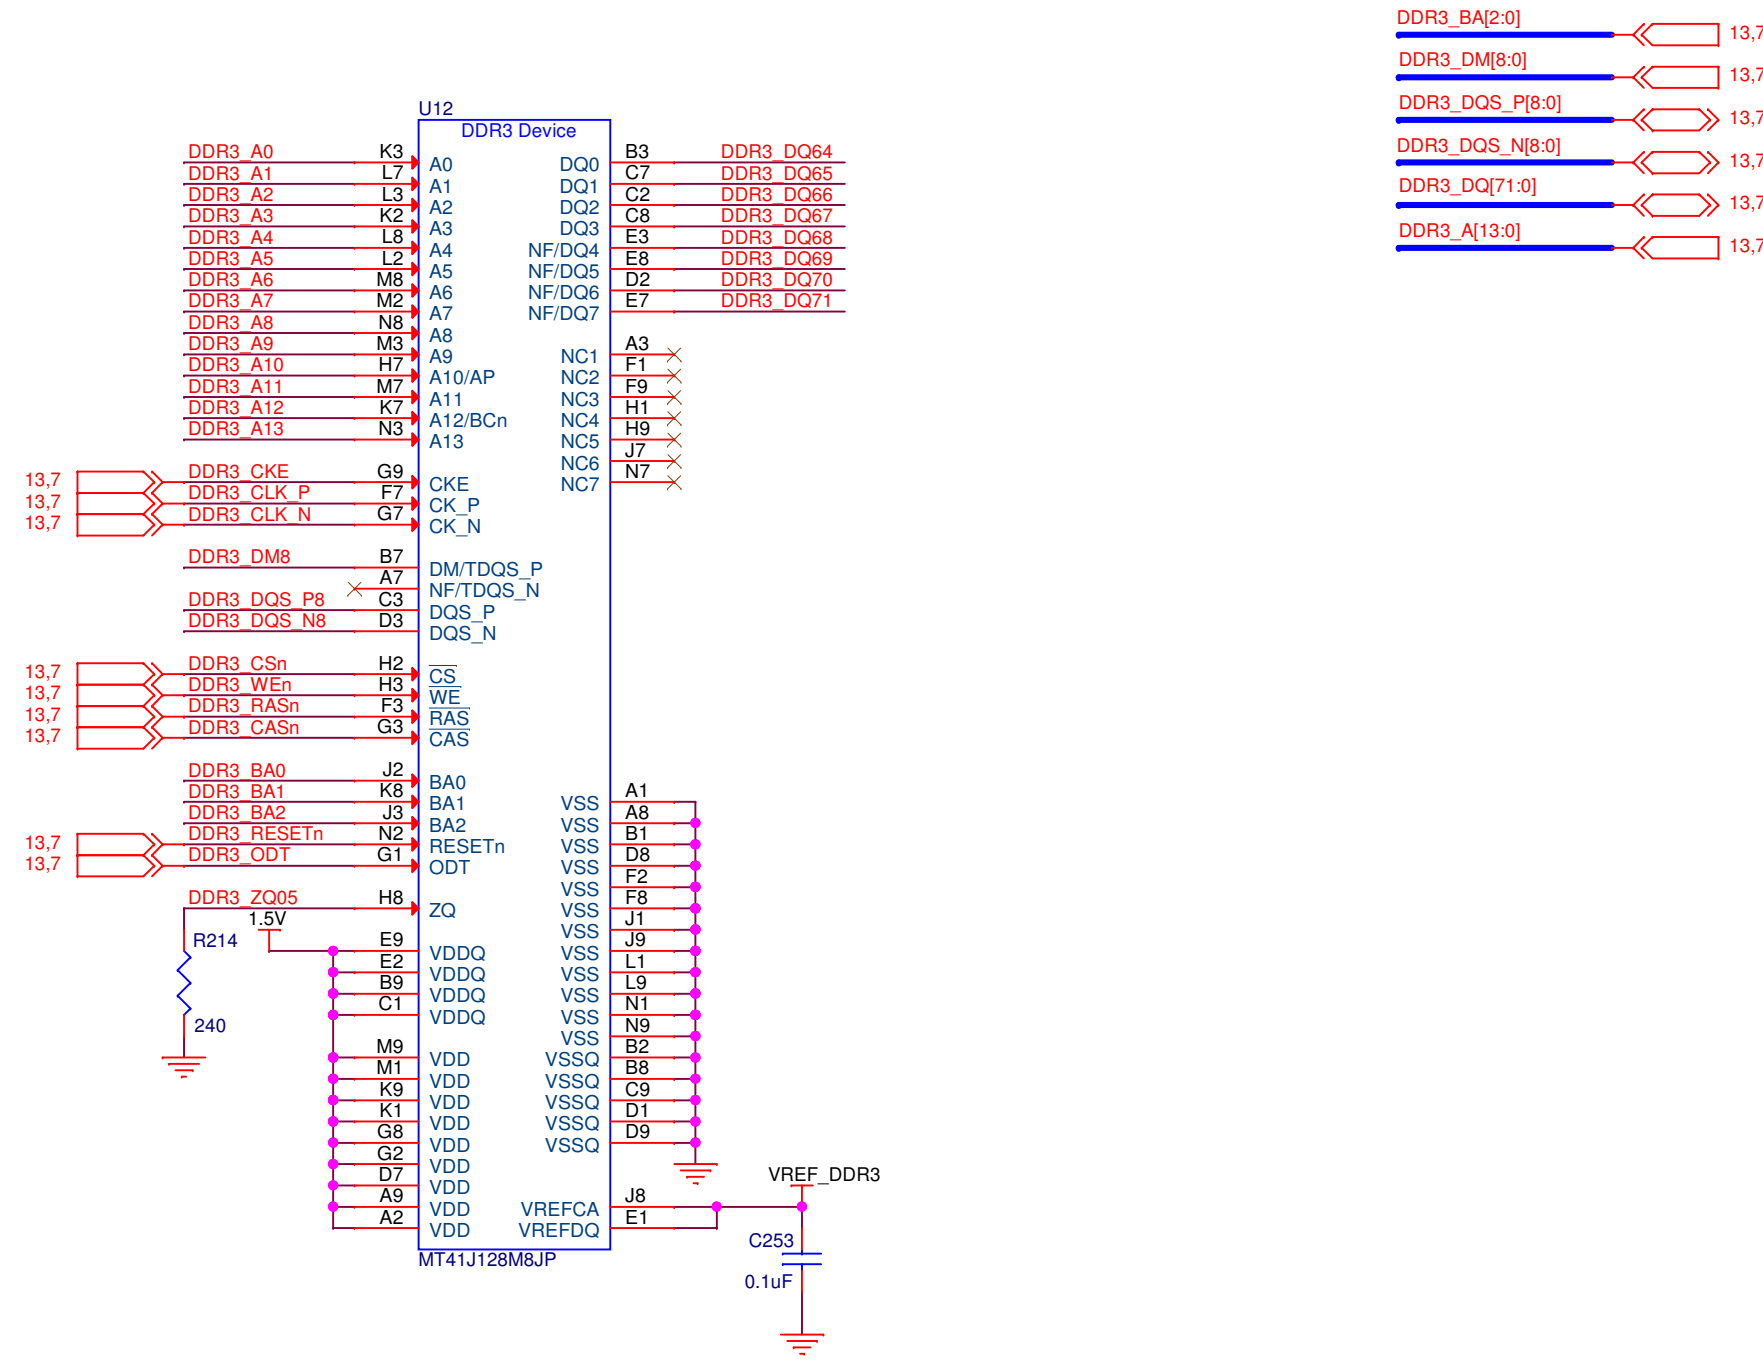 DDR3_BA[2:0]
13,7
DDR3_DM[8:0]
13,7
DDR3_DQS_P[8:0]
13,7
DDR3_DQS_N[8:0]
13,7
DDR3_DQ[71:0]
13,7
DDR3_A[13:0]
13,7
U12
DDR3 Device
DDR3_A0 K3 A0 DQ0 B3 DDR3_DQ64
DDR3_A1 L7 A1 DQ1 C7 DDR3_DQ65
DDR3_A2 L3 A2 DQ2 C2 DDR3_DQ66
DDR3_A3 K2 A3 DQ3 C8 DDR3_DQ67
DDR3_A4 L8 A4 NF/DQ4 E3 DDR3_DQ68
DDR3_A5 L2 A5 NF/DQ5 E8 DDR3_DQ69
DDR3_A6 M8 A6 NF/DQ6 D2 DDR3_DQ70
DDR3_A7 M2 A7 NF/DQ7 E7 DDR3_DQ71
DDR3_A8 N8 A8
DDR3_A9 M3 A9 NC1 A3
DDR3_A10 H7 A10/AP NC2 F1
DDR3_A11 M7 A11 NC3 F9
DDR3_A12 K7 A12/BCn NC4 H1
DDR3_A13 N3 A13 NC5 H9
NC6 J7
13,7 DDR3_CKE G9 CKE NC7 N7
13,7 DDR3_CLK_P F7 CK_P
13,7 DDR3_CLK_N G7 CK_N
DDR3_DM8 B7 DM/TDQS_P
A7 NF/TDQS_N
DDR3_DQS_P8 C3 DQS_P
DDR3_DQS_N8 D3 DQS_N
13,7 DDR3_CSn H2 CS
13,7 DDR3_WEn H3 WE
13,7 DDR3_RASn F3 RAS
13,7 DDR3_CASn G3 CAS
DDR3_BA0 J2 BA0
DDR3_BA1 K8 BA1 VSS A1
DDR3_BA2 J3 BA2 VSS A8
13,7 DDR3_RESETn N2 RESETn VSS B1
13,7 DDR3_ODT G1 ODT VSS D8
VSS F2
DDR3_ZQ05 H8 ZQ VSS F8
1.5V VSS J1
R214 E9 VDDQ VSS J9
E2 VDDQ VSS L1
B9 VDDQ VSS L9
C1 VDDQ VSS N1
240 VSS N9
M9 VDD VSSQ B2
M1 VDD VSSQ B8
K9 VDD VSSQ C9
K1 VDD VSSQ D1
G8 VDD VSSQ D9
G2 VDD
D7 VDD VREF_DDR3
A9 VDD VREFCA J8
A2 VDD VREFDQ E1
C253
MT41J128M8JP
0.1uF